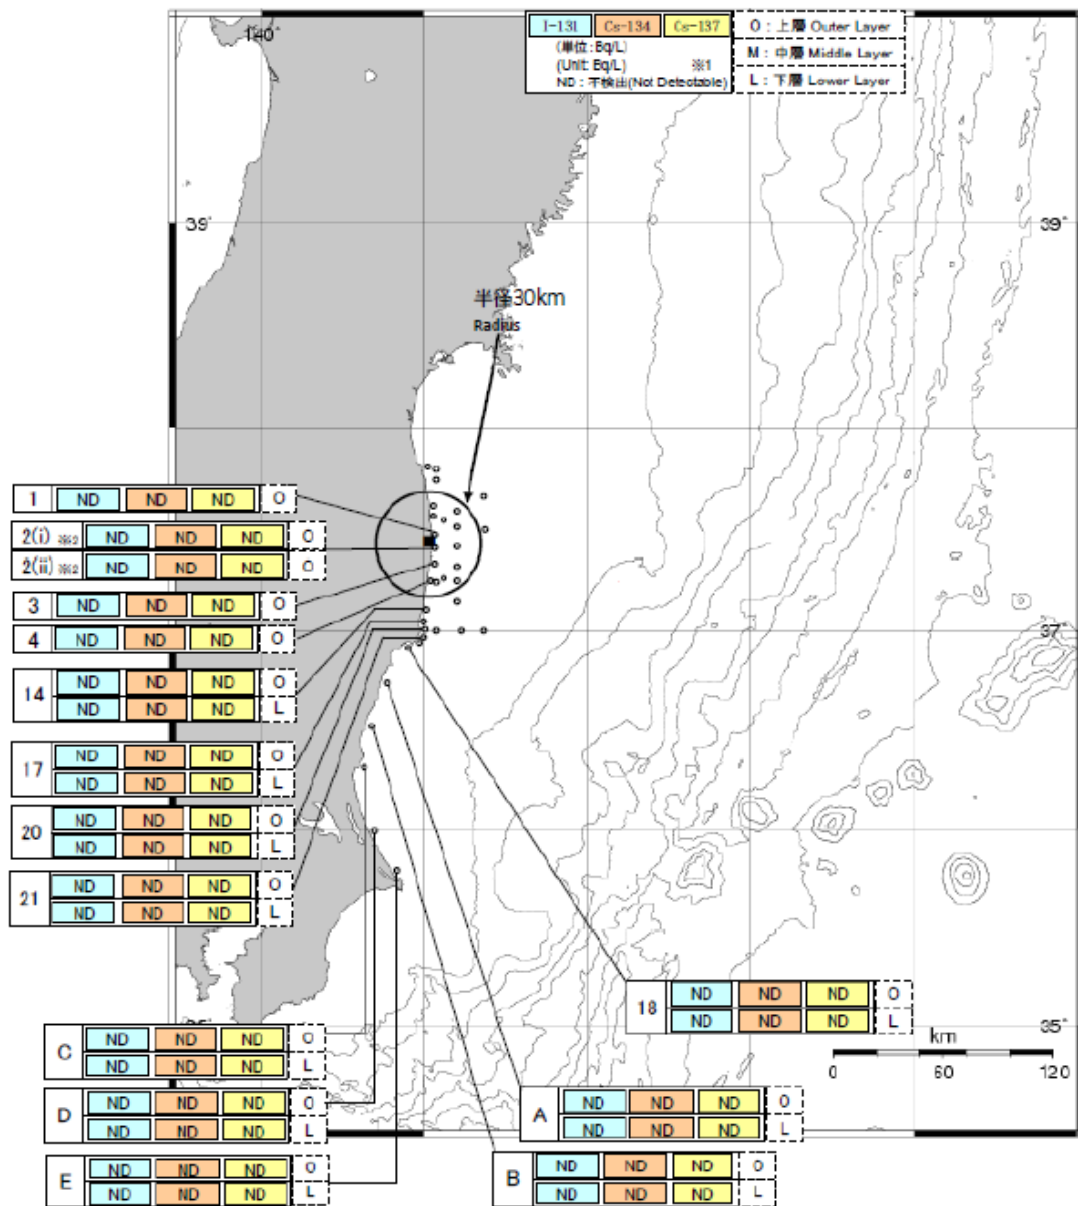 I-131 Cs-134 Cs-137
(単位:Bq/L)
(Unit: Bq/L) ※1
ND:不検出(Not Detectable)
O:上層 Outer Layer
M:中層 Middle Layer
L:下層 Lower Layer
140°
39° 39°
半径30km
Radius
1 ND ND ND O
2(i) ※2 ND ND ND O
2(ii) ※2 ND ND ND O
3 ND ND ND O
4 ND ND ND O
37°
14 ND ND ND O
ND ND ND L
17 ND ND ND O
ND ND ND L
20 ND ND ND O
ND ND ND L
21 ND ND ND O
ND ND ND L
18 ND ND ND O
ND ND ND L
35°
km
0 60 120
C ND ND ND O
ND ND ND L
D ND ND ND O
ND ND ND L
E ND ND ND O
ND ND ND L
A ND ND ND O
ND ND ND L
B ND ND ND O
ND ND ND L